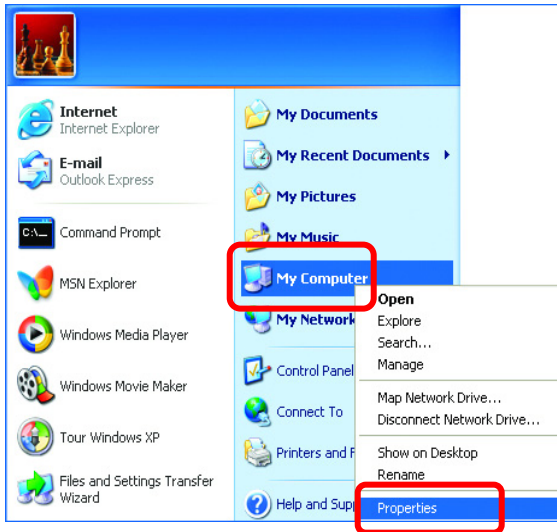 Internet
Internet Explorer
E-mail
Outlook Express
C:\_
Command Prompt
MSN Explorer
Windows Media Player
Windows Movie Maker
Tour Windows XP
Files and Settings Transfer
Wizard
My Documents
My Recent Documents
My Pictures
My Music
My Computer
My Network
Control Panel
Connect To
Printers and F
Help and Supp
Open
Explore
Search...
Manage
Map Network Drive...
Disconnect Network Drive...
Show on Desktop
Rename
Properties